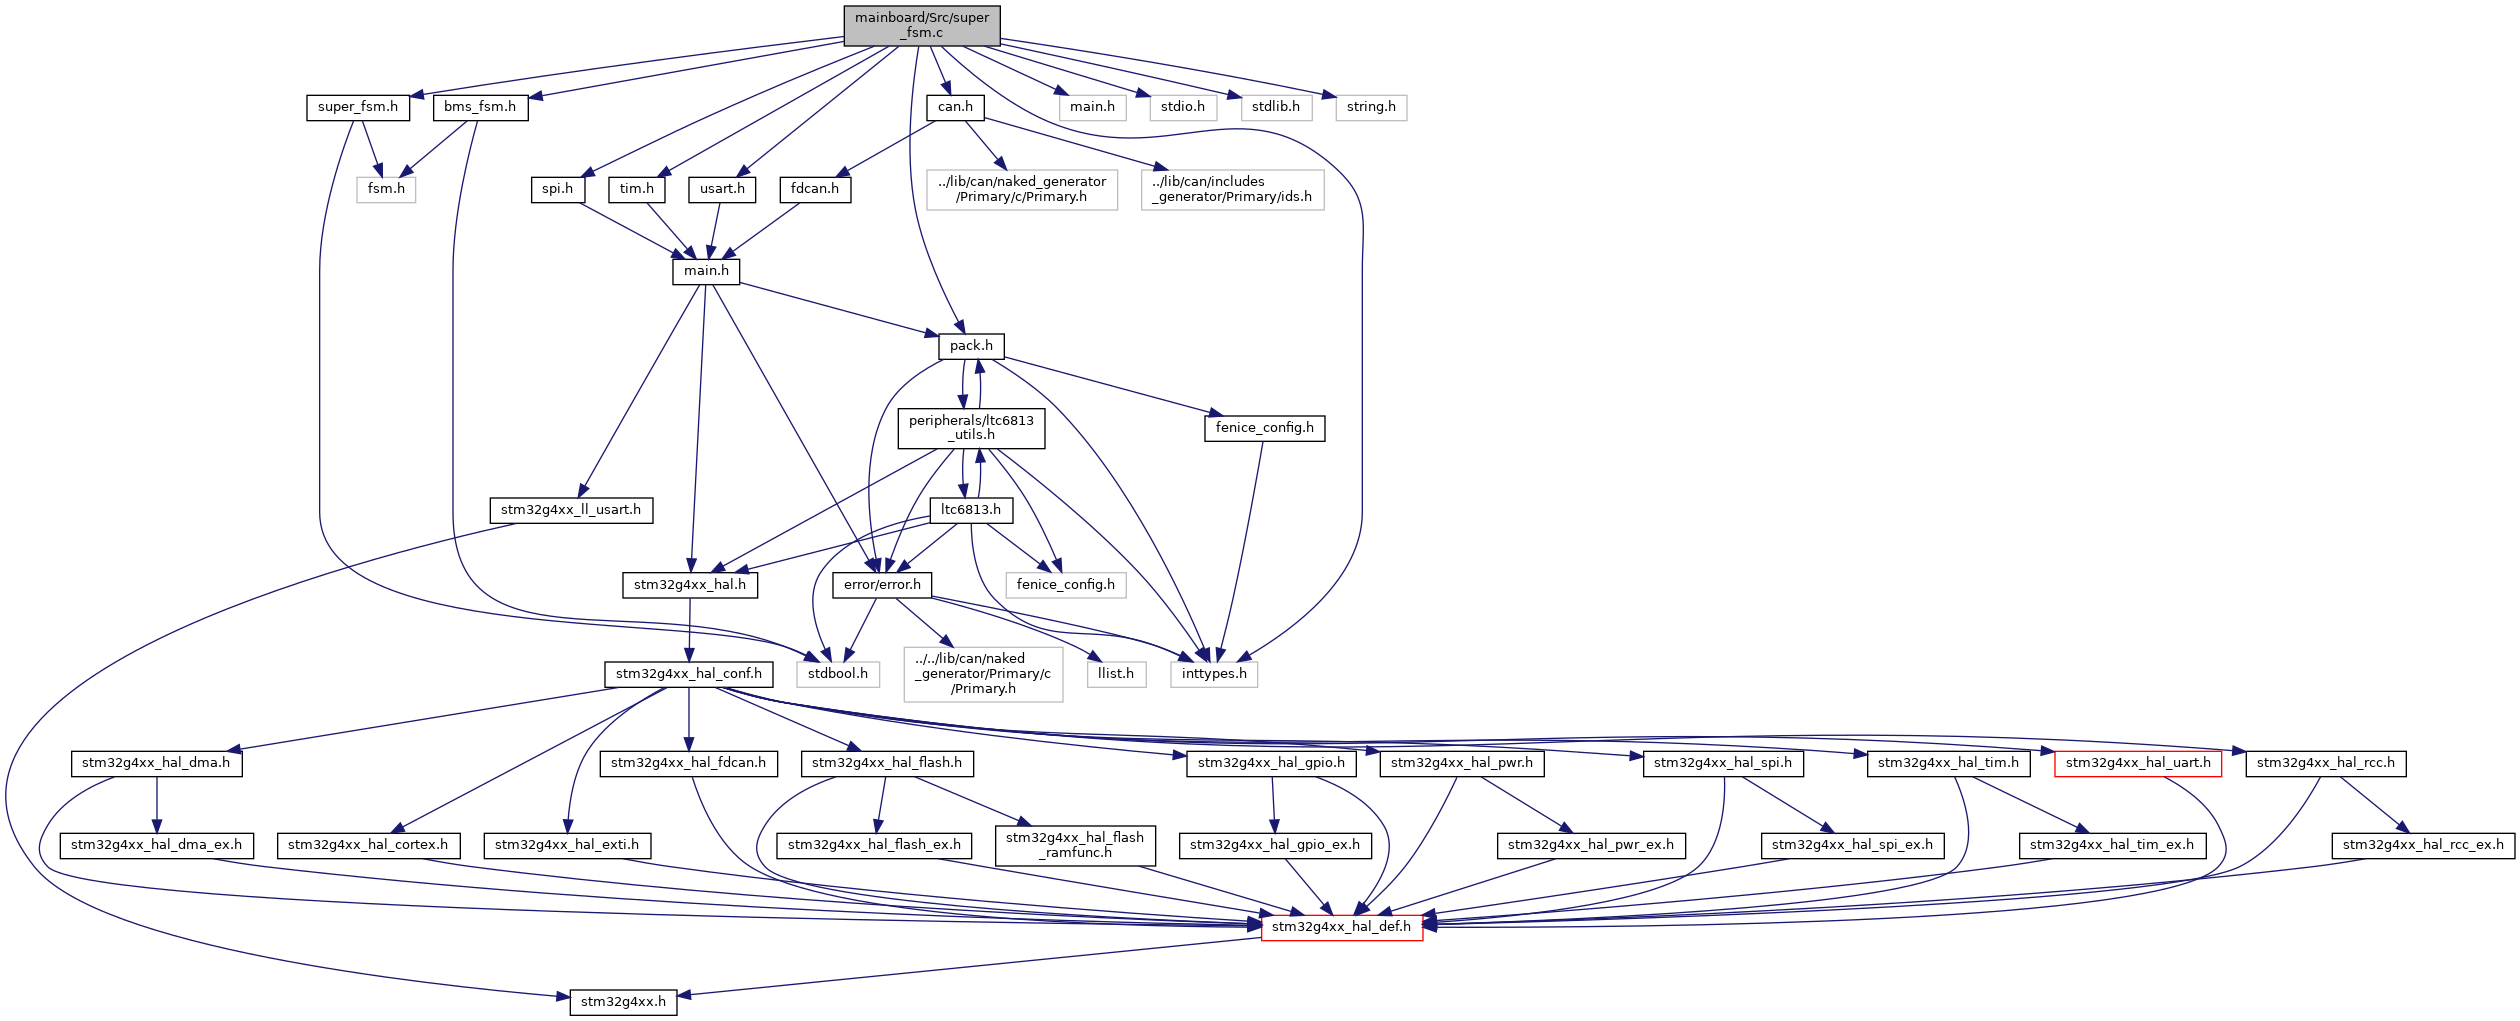 mainboard/Src/super
_fsm.c
super_fsm.h
bms_fsm.h
can.h
main.h
stdio.h
stdlib.h
string.h
fsm.h
spi.h
tim.h
usart.h
fdcan.h
../lib/can/naked_generator
/Primary/c/Primary.h
../lib/can/includes
_generator/Primary/ids.h
main.h
pack.h
peripherals/ltc6813
_utils.h
fenice_config.h
stm32g4xx_ll_usart.h
ltc6813.h
stm32g4xx_hal.h
error/error.h
fenice_config.h
stm32g4xx_hal_conf.h
stdbool.h
../../lib/can/naked
_generator/Primary/c
/Primary.h
llist.h
inttypes.h
stm32g4xx_hal_dma.h
stm32g4xx_hal_fdcan.h
stm32g4xx_hal_flash.h
stm32g4xx_hal_gpio.h
stm32g4xx_hal_pwr.h
stm32g4xx_hal_spi.h
stm32g4xx_hal_tim.h
stm32g4xx_hal_uart.h
stm32g4xx_hal_rcc.h
stm32g4xx_hal_dma_ex.h
stm32g4xx_hal_cortex.h
stm32g4xx_hal_exti.h
stm32g4xx_hal_flash_ex.h
stm32g4xx_hal_flash
_ramfunc.h
stm32g4xx_hal_gpio_ex.h
stm32g4xx_hal_pwr_ex.h
stm32g4xx_hal_spi_ex.h
stm32g4xx_hal_tim_ex.h
stm32g4xx_hal_rcc_ex.h
stm32g4xx_hal_def.h
stm32g4xx.h